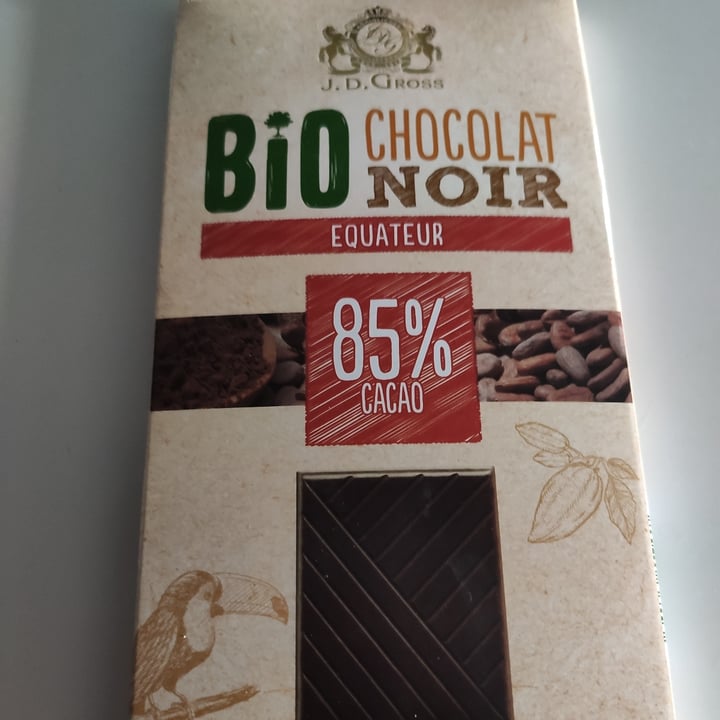 J.D.GROSS
BIO CHOCOLAT
NOIR
EQUATEUR
85%
CACAO